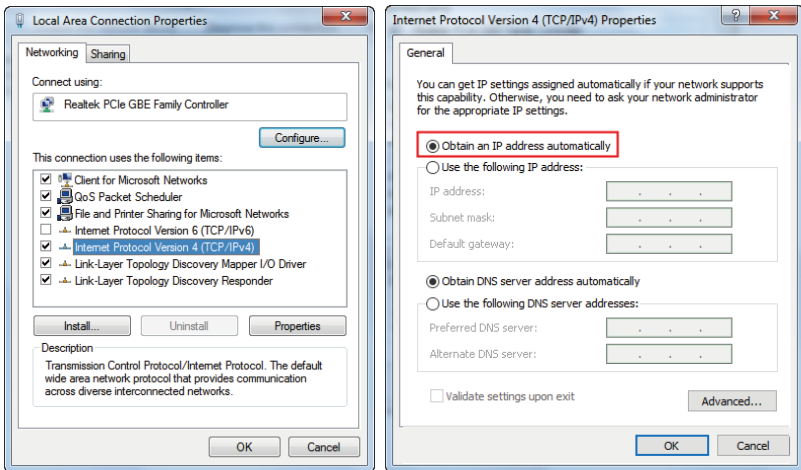 Local Area Connection Properties
Networking
Sharing
Connect using:
Realtek PCIe GBE Family Controller
Configure...
This connection uses the following items:
Client for Microsoft Networks
QoS Packet Scheduler
File and Printer Sharing for Microsoft Networks
Internet Protocol Version 6 (TCP/IPv6)
Internet Protocol Version 4 (TCP/IPv4)
Link-Layer Topology Discovery Mapper I/O Driver
Link-Layer Topology Discovery Responder
Install...
Uninstall
Properties
Description
Transmission Control Protocol/Internet Protocol. The default
wide area network protocol that provides communication
across diverse interconnected networks.
OK
Cancel
Internet Protocol Version 4 (TCP/IPv4) Properties
General
You can get IP settings assigned automatically if your network supports
this capability. Otherwise, you need to ask your network administrator
for the appropriate IP settings.
Obtain an IP address automatically
Use the following IP address:
IP address:
Subnet mask:
Default gateway:
Obtain DNS server address automatically
Use the following DNS server addresses:
Preferred DNS server:
Alternate DNS server:
Validate settings upon exit
Advanced...
OK
Cancel